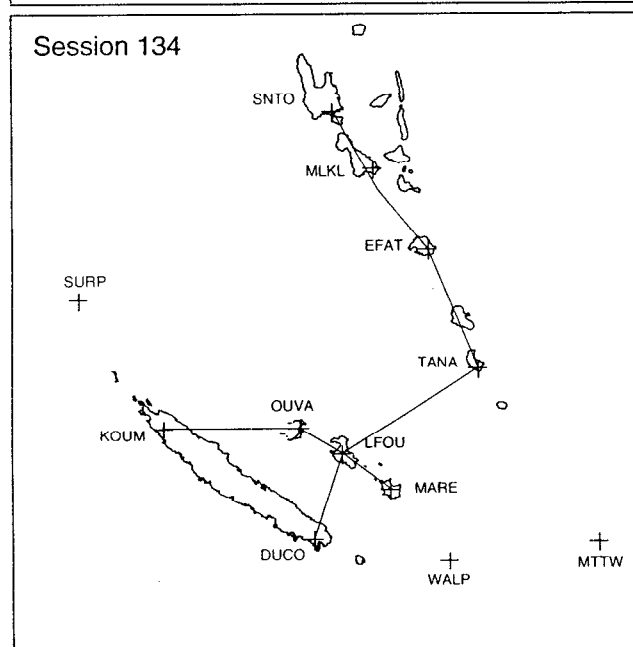 Session 134
SNTO
MLKL
EFAT
SURP
TANA
OUVA
KOUM
LFOU
MARE
DUCO
WALP
MTTW